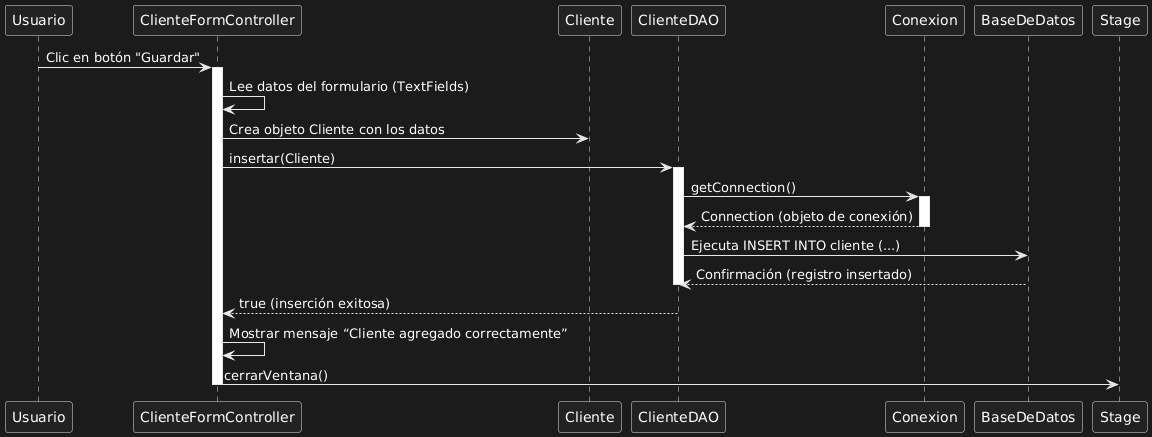 Usuario ClienteFormController Cliente ClienteDAO Conexion BaseDeDatos Stage
Clic en botón "Guardar"
Lee datos del formulario (TextFields)
Crea objeto Cliente con los datos
insertar(Cliente)
getConnection()
Connection (objeto de conexión)
Ejecuta INSERT INTO cliente (...)
Confirmación (registro insertado)
true (inserción exitosa)
Mostrar mensaje “Cliente agregado correctamente”
cerrarVentana()
Usuario ClienteFormController Cliente ClienteDAO Conexion BaseDeDatos Stage